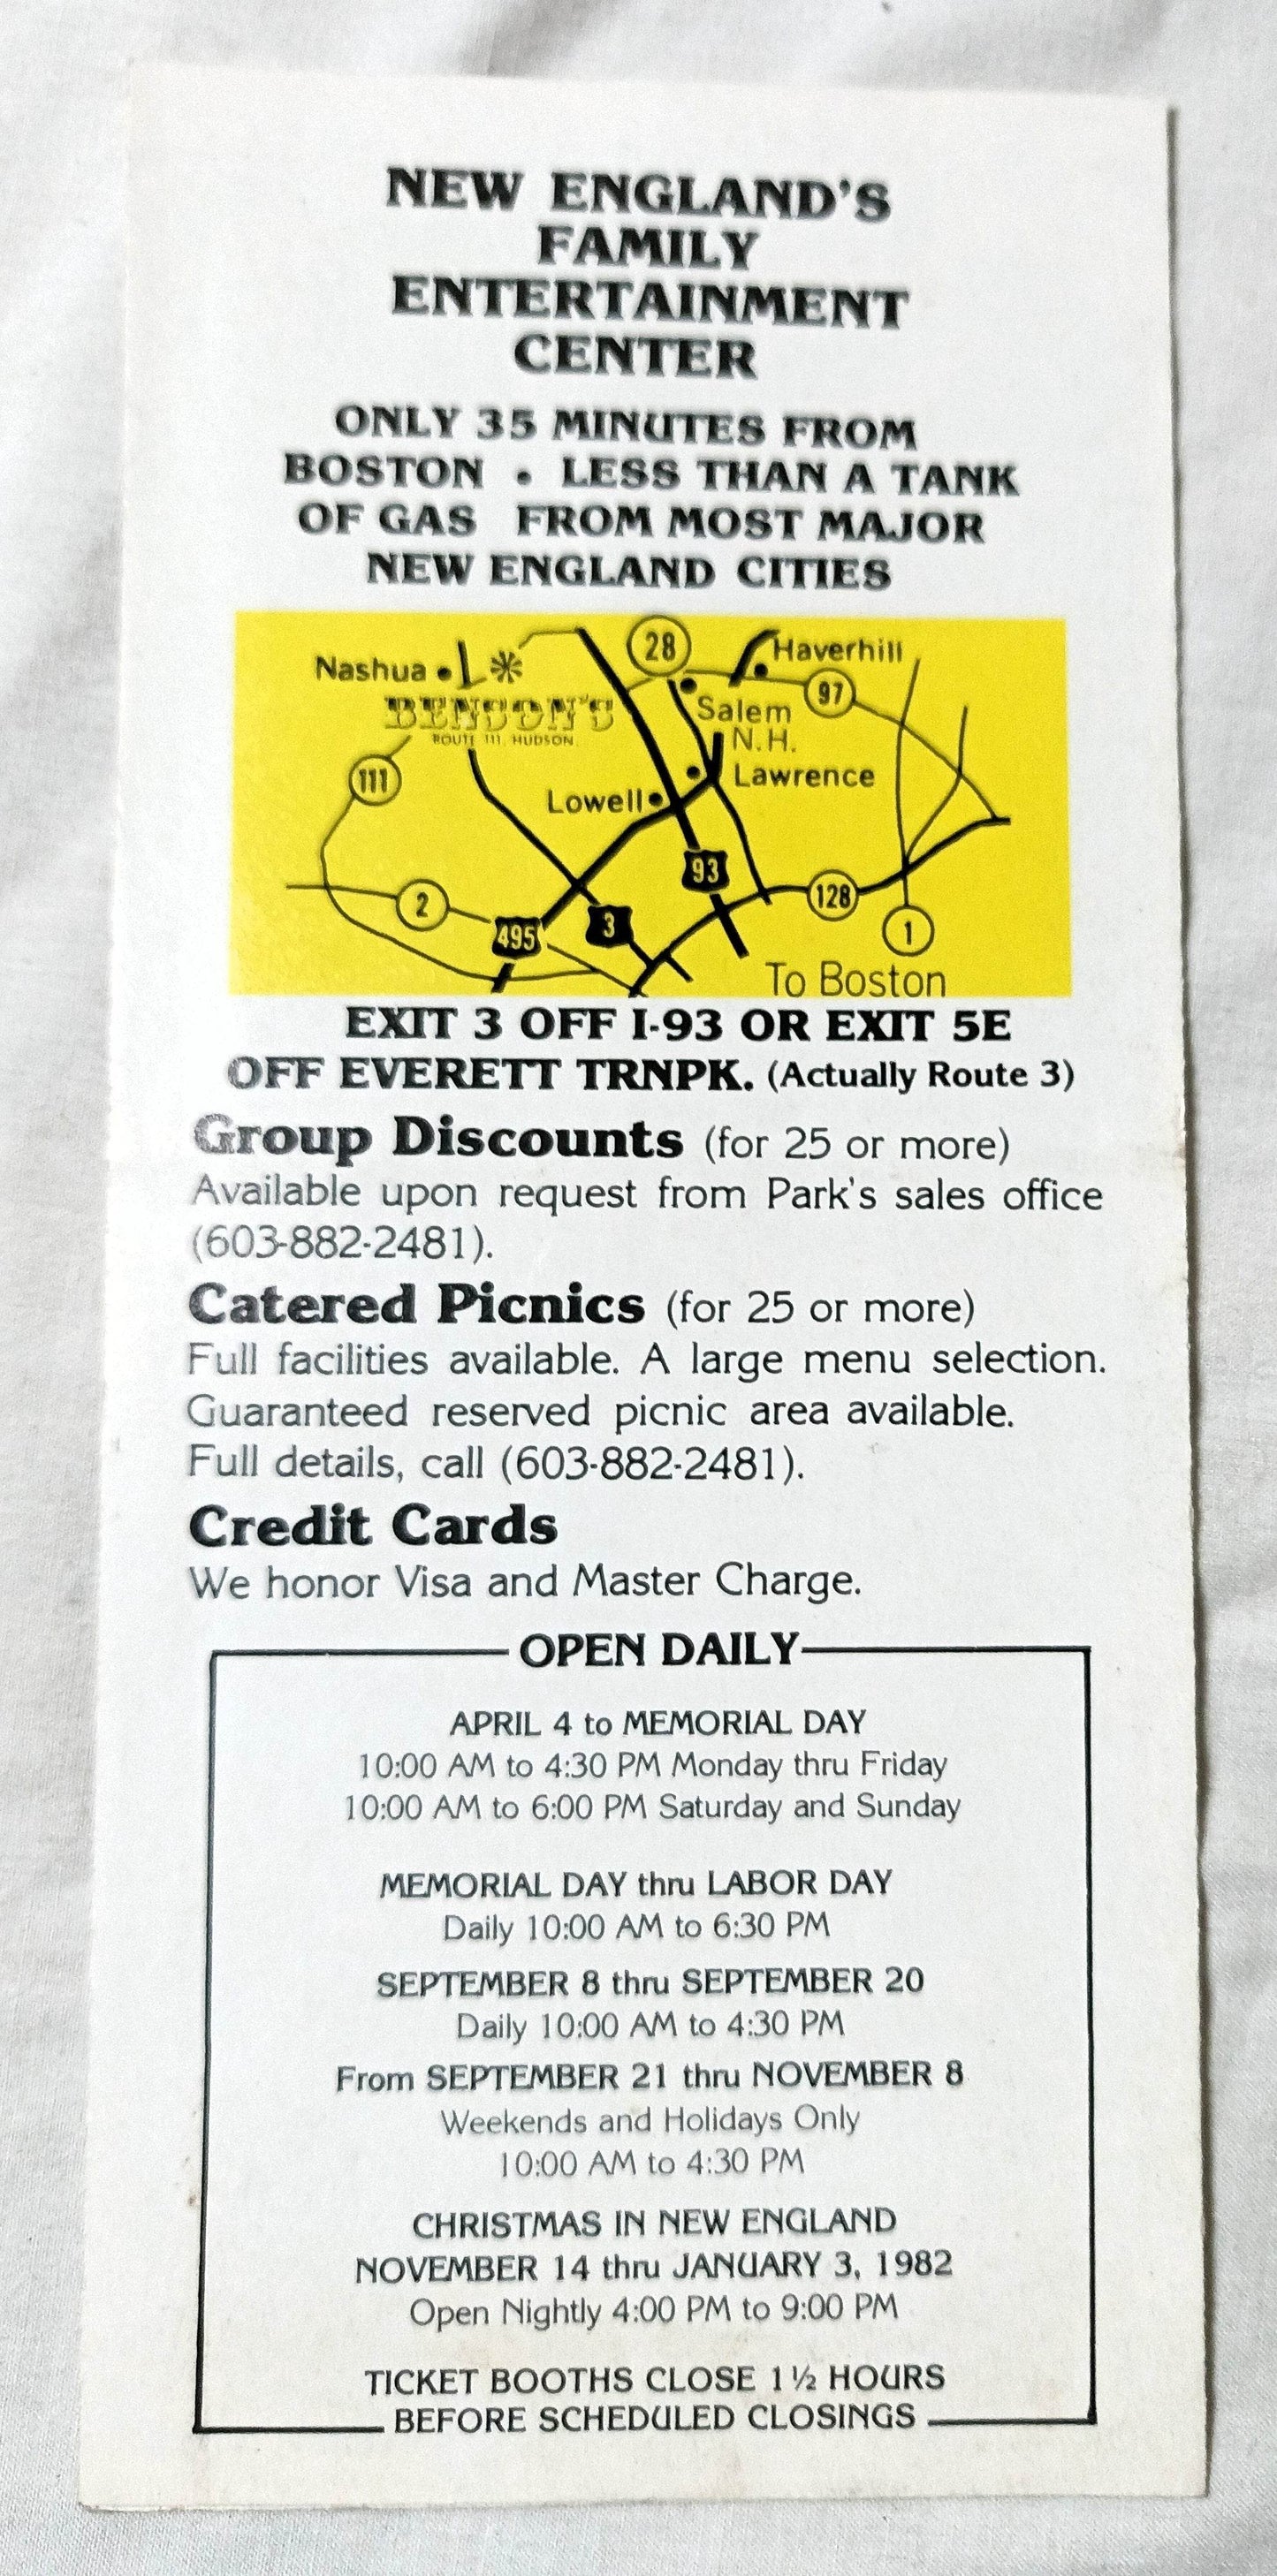 NEW ENGLAND'S
FAMILY
ENTERTAINMENT
CENTER
ONLY 35 MINUTES FROM
BOSTON • LESS THAN A TANK
OF GAS FROM MOST MAJOR
NEW ENGLAND CITIES
28
Haverhill
Nashua
97
BENSON'S
Salem
N.H.
ROUTE 111, HUDSON
111
Lawrence
Lowell
93
2
128
495
3
1
To Boston
EXIT 3 OFF I-93 OR EXIT 5E
OFF EVERETT TRNPK. (Actually Route 3)
Group Discounts (for 25 or more)
Available upon request from Park's sales office
(603-882-2481).
Catered Picnics (for 25 or more)
Full facilities available. A large menu selection.
Guaranteed reserved picnic area available.
Full details, call (603-882-2481).
Credit Cards
We honor Visa and Master Charge.
OPEN DAILY
APRIL 4 to MEMORIAL DAY
10:00 AM to 4:30 PM Monday thru Friday
10:00 AM to 6:00 PM Saturday and Sunday
MEMORIAL DAY thru LABOR DAY
Daily 10:00 AM to 6:30 PM
SEPTEMBER 8 thru SEPTEMBER 20
Daily 10:00 AM to 4:30 PM
From SEPTEMBER 21 thru NOVEMBER 8
Weekends and Holidays Only
10:00 AM to 4:30 PM
CHRISTMAS IN NEW ENGLAND
NOVEMBER 14 thru JANUARY 3, 1982
Open Nightly 4:00 PM to 9:00 PM
TICKET BOOTHS CLOSE 1 ½ HOURS
BEFORE SCHEDULED CLOSINGS